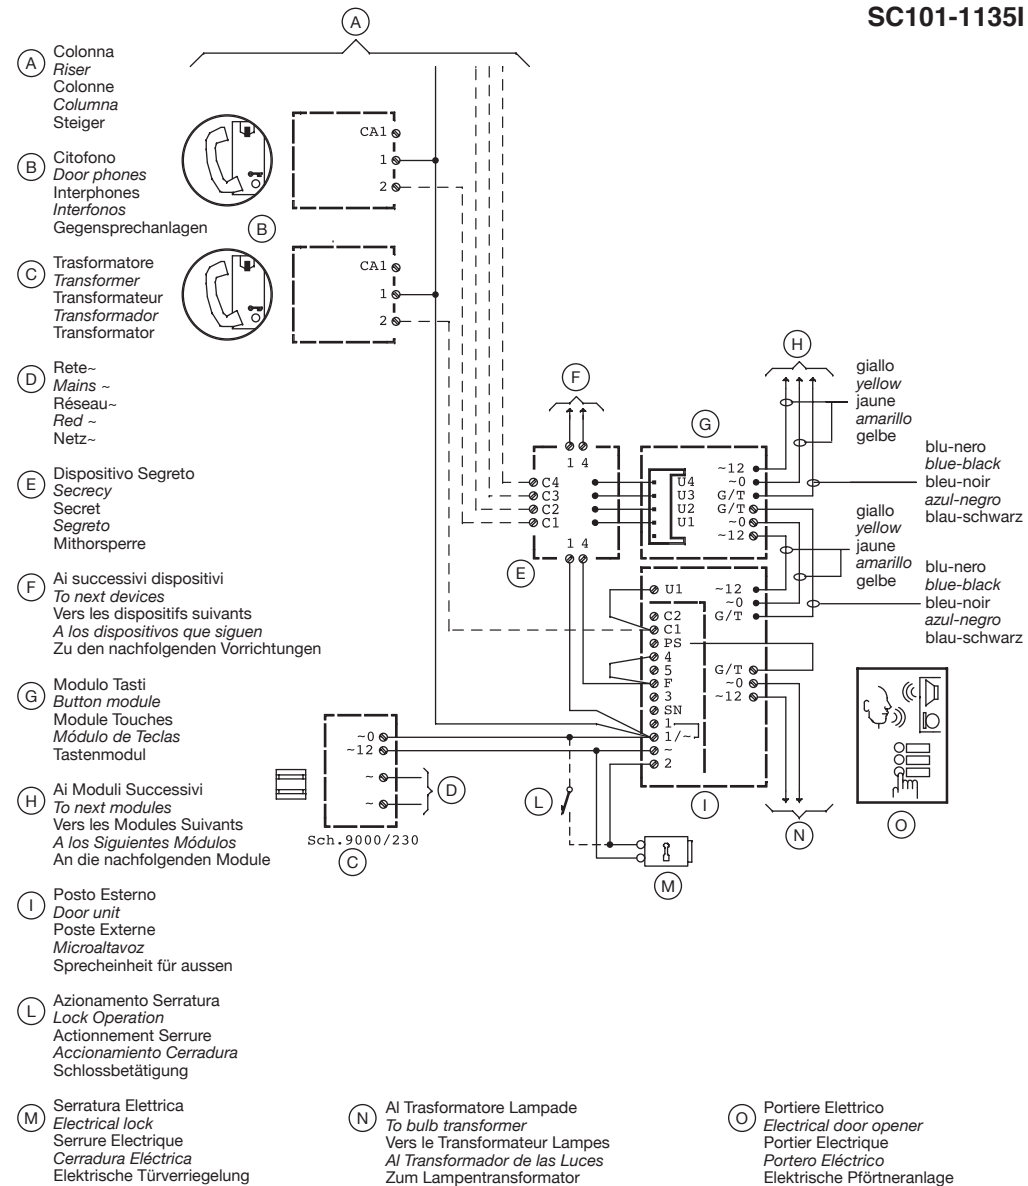 SC101-1135I
A
A
Colonna
Riser
Colonne
Columna
Steiger
B
Citofono
Door phones
Interphones
Interfonos
Gegensprechanlagen
C
Trasformatore
Transformer
Transformateur
Transformador
Transformator
D
Rete~
Mains ~
Réseau~
Red ~
Netz~
E
Dispositivo Segreto
Secrecy
Secret
Segreto
Mithorsperre
F
Ai successivi dispositivi
To next devices
Vers les dispositifs suivants
A los dispositivos que siguen
Zu den nachfolgenden Vorrichtungen
G
Modulo Tasti
Button module
Module Touches
Módulo de Teclas
Tastenmodul
H
Ai Moduli Successivi
To next modules
Vers les Modules Suivants
A los Siguientes Módulos
An die nachfolgenden Module
I
Posto Esterno
Door unit
Poste Externe
Microaltavoz
Sprecheinheit für aussen
L
Azionamento Serratura
Lock Operation
Actionnement Serrure
Accionamiento Cerradura
Schlossbetätigung
M
Serratura Elettrica
Electrical lock
Serrure Electrique
Cerradura Eléctrica
Elektrische Türverriegelung
N
Al Trasformatore Lampade
To bulb transformer
Vers le Transformateur Lampes
Al Transformador de las Luces
Zum Lampentransformator
O
Portiere Elettrico
Electrical door opener
Portier Electrique
Portero Eléctrico
Elektrische Pförtneranlage
CA1
1
2
B
CA1
1
2
F
1 4
C4
C3
C2
C1
1 4
E
G
U4
U3
U2
U1
~12
~0
G/T
G/T
~0
~12
H
giallo
yellow
jaune
amarillo
gelbe
blu-nero
blue-black
bleu-noir
azul-negro
blau-schwarz
giallo
yellow
jaune
amarillo
gelbe
blu-nero
blue-black
bleu-noir
azul-negro
blau-schwarz
U1
C2
C1
PS
4
5
F
3
SN
1
1/~
~
2
~12
~0
G/T
G/T
~0
~12
I
N
O
~0
~12
~
~
D
Sch.9000/230
C
L
M